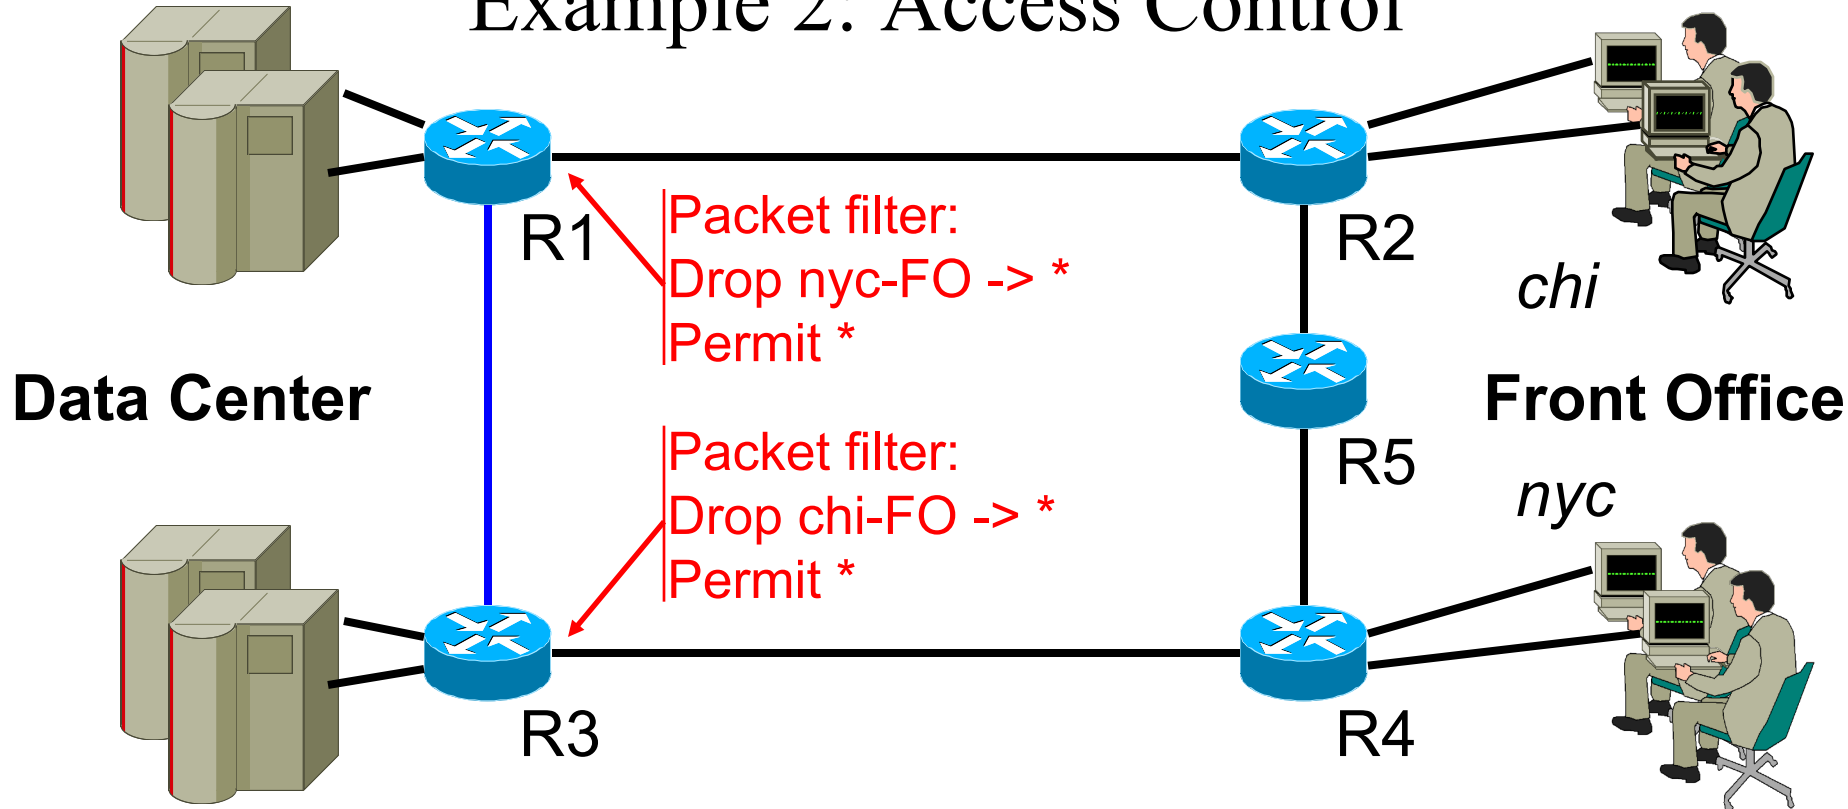 Example 2: Access Control
R1
Packet filter:
Drop nyc-FO -> *
Permit *
R2
chi
Data Center
Front Office
Packet filter:
Drop chi-FO -> *
Permit *
R5
nyc
R3
R4